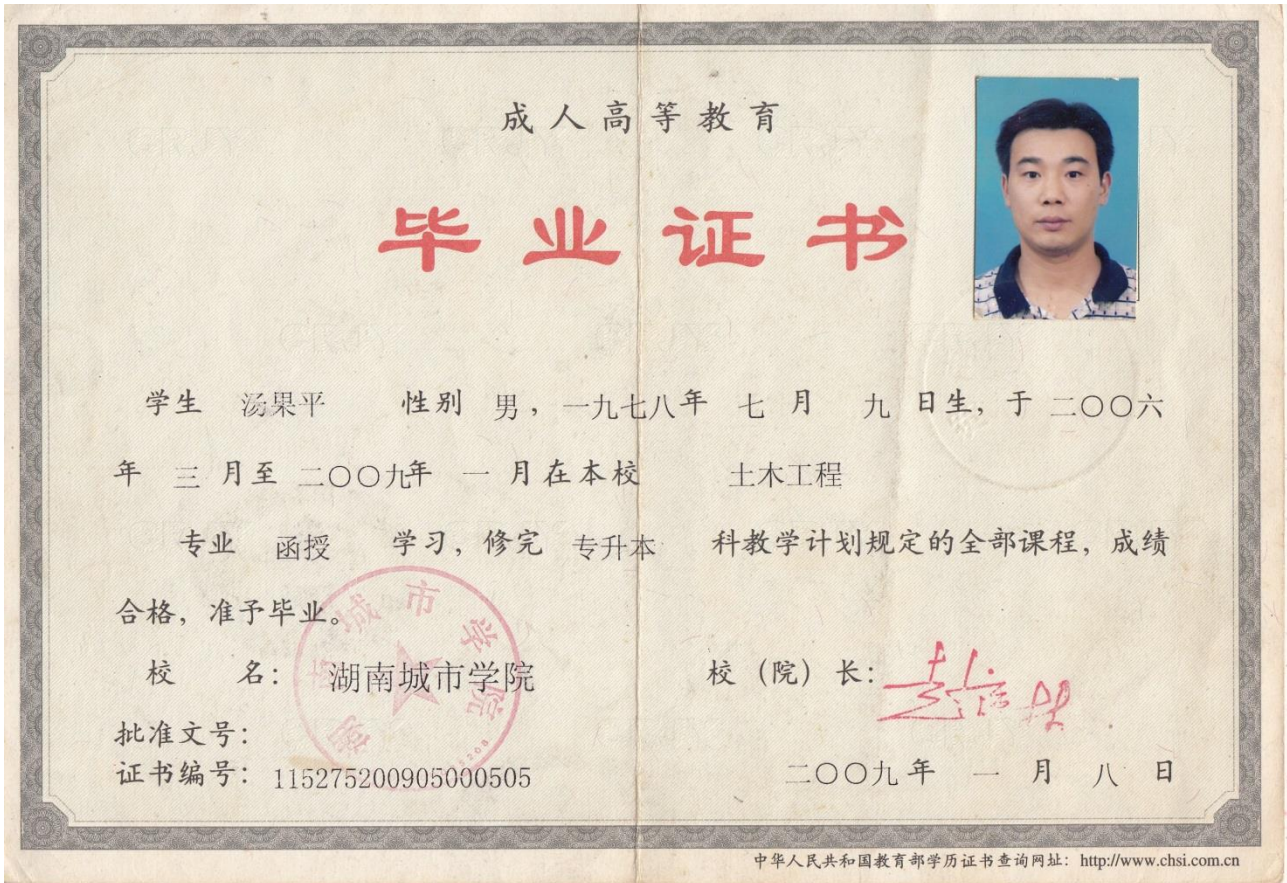 成人高等教育
毕业证书
学生 汤果平 性别 男，一九七八年 七 月 九 日生，于 二〇〇六
年 三 月至 二〇〇九年 一 月在本校 土木工程
专业 函授 学习，修完 专升本 科教学计划规定的全部课程，成绩
合格，准予毕业。
校 名： 湖南城市学院
校（院）长：
批准文号：
证书编号：115275200905000505
二〇〇九年 一 月 八 日
湖南城市学院
中华人民共和国教育部学历证书查询网址：http://www.chsi.com.cn